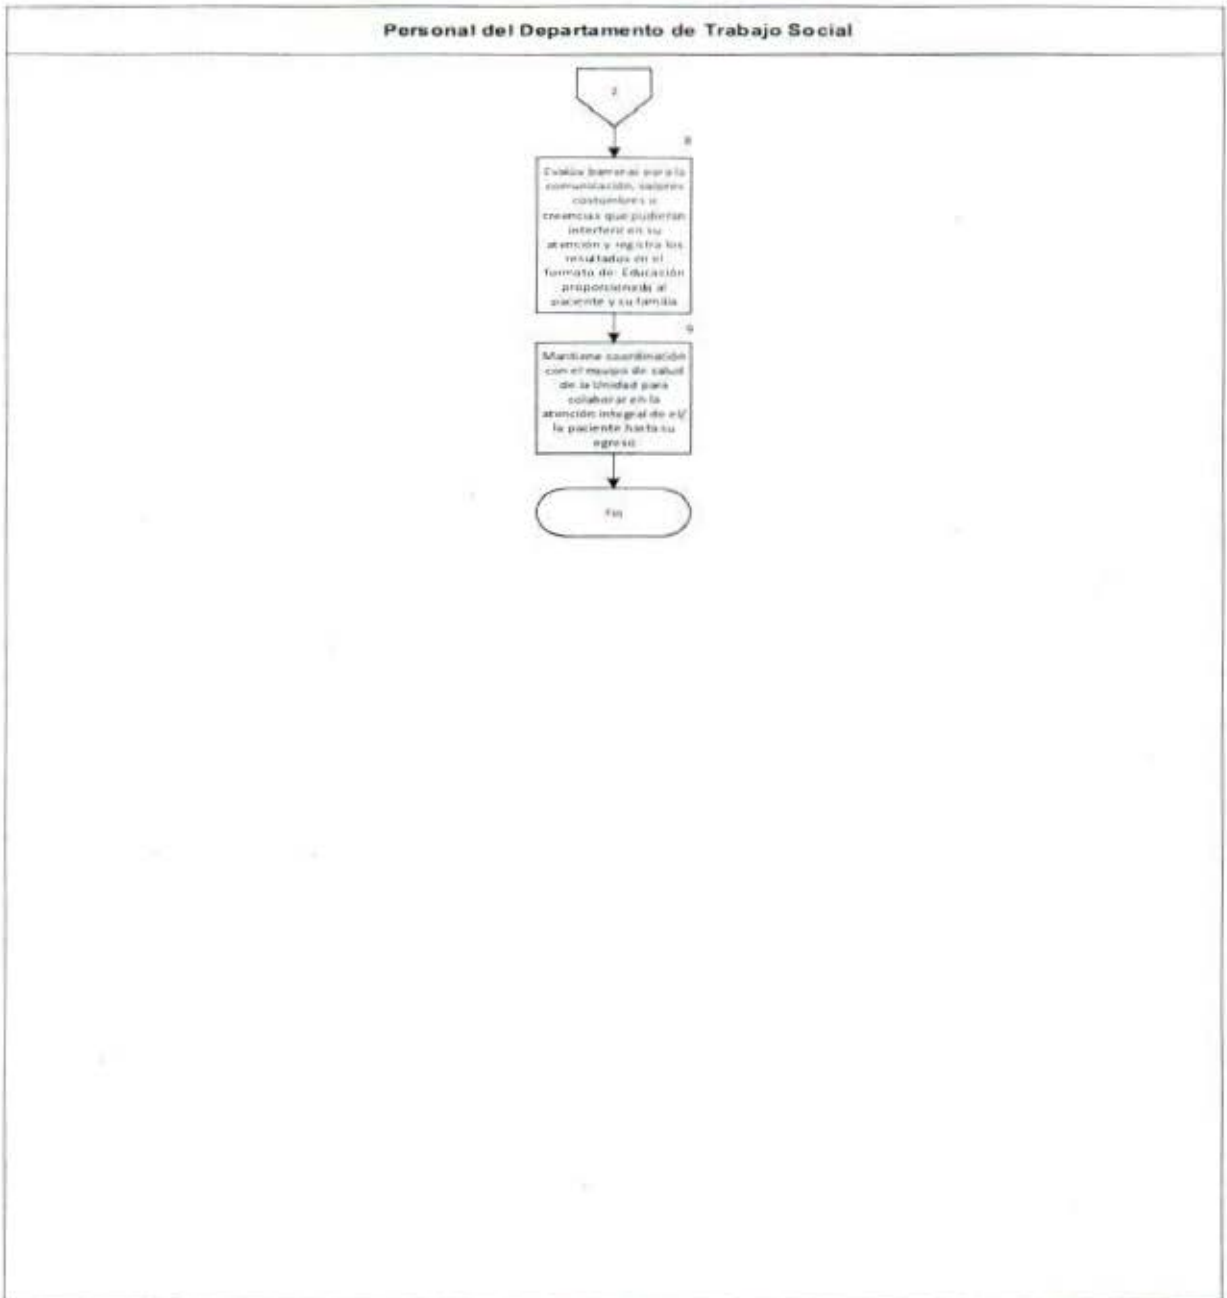 Personal del Departamento de Trabajo Social
2
8
Evalúa barreras para la
comunicación, valores
costumbres o
creencias que pudieran
interferir en su
atención y registra los
resultados en el
formato de: Educación
proporcionada al
paciente y su familia
9
Mantiene coordinación
con el equipo de salud
de la Unidad para
colaborar en la
atención integral de el/
la paciente hasta su
egreso
Fin